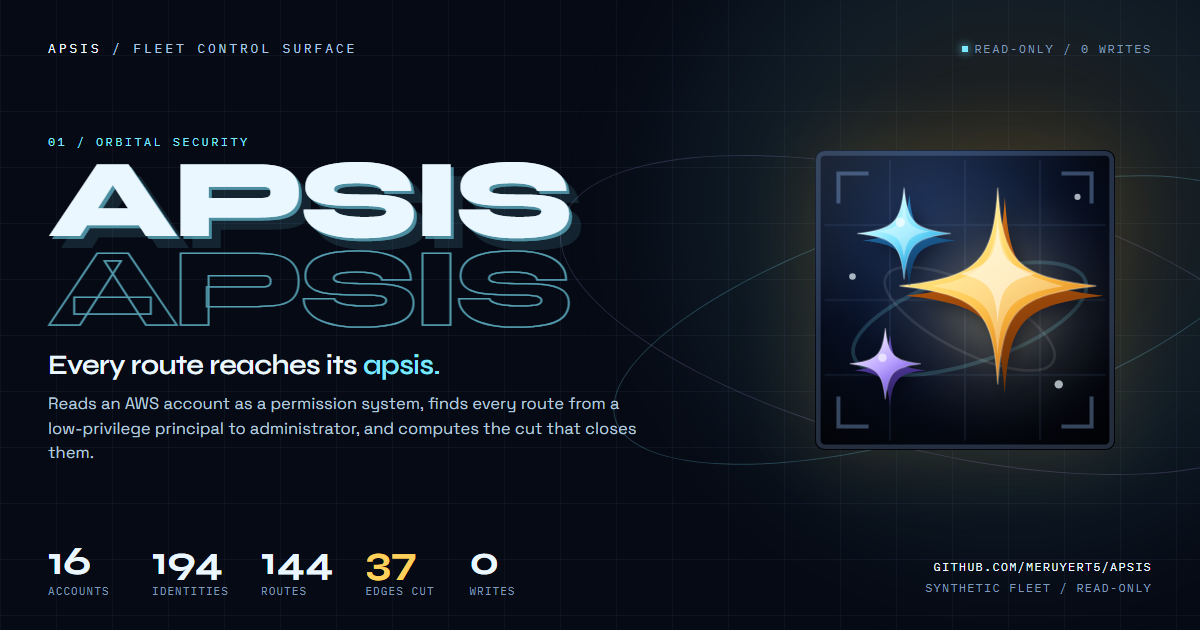 APSIS / FLEET CONTROL SURFACE
READ-ONLY / 0 WRITES
01 / ORBITAL SECURITY
APSIS
APSIS
Every route reaches its apsis.
Reads an AWS account as a permission system, finds every route from a
low-privilege principal to administrator, and computes the cut that closes
them.
16
ACCOUNTS
194
IDENTITIES
144
ROUTES
37
EDGES CUT
0
WRITES
GITHUB.COM/MERUYERT5/APSIS
SYNTHETIC FLEET / READ-ONLY